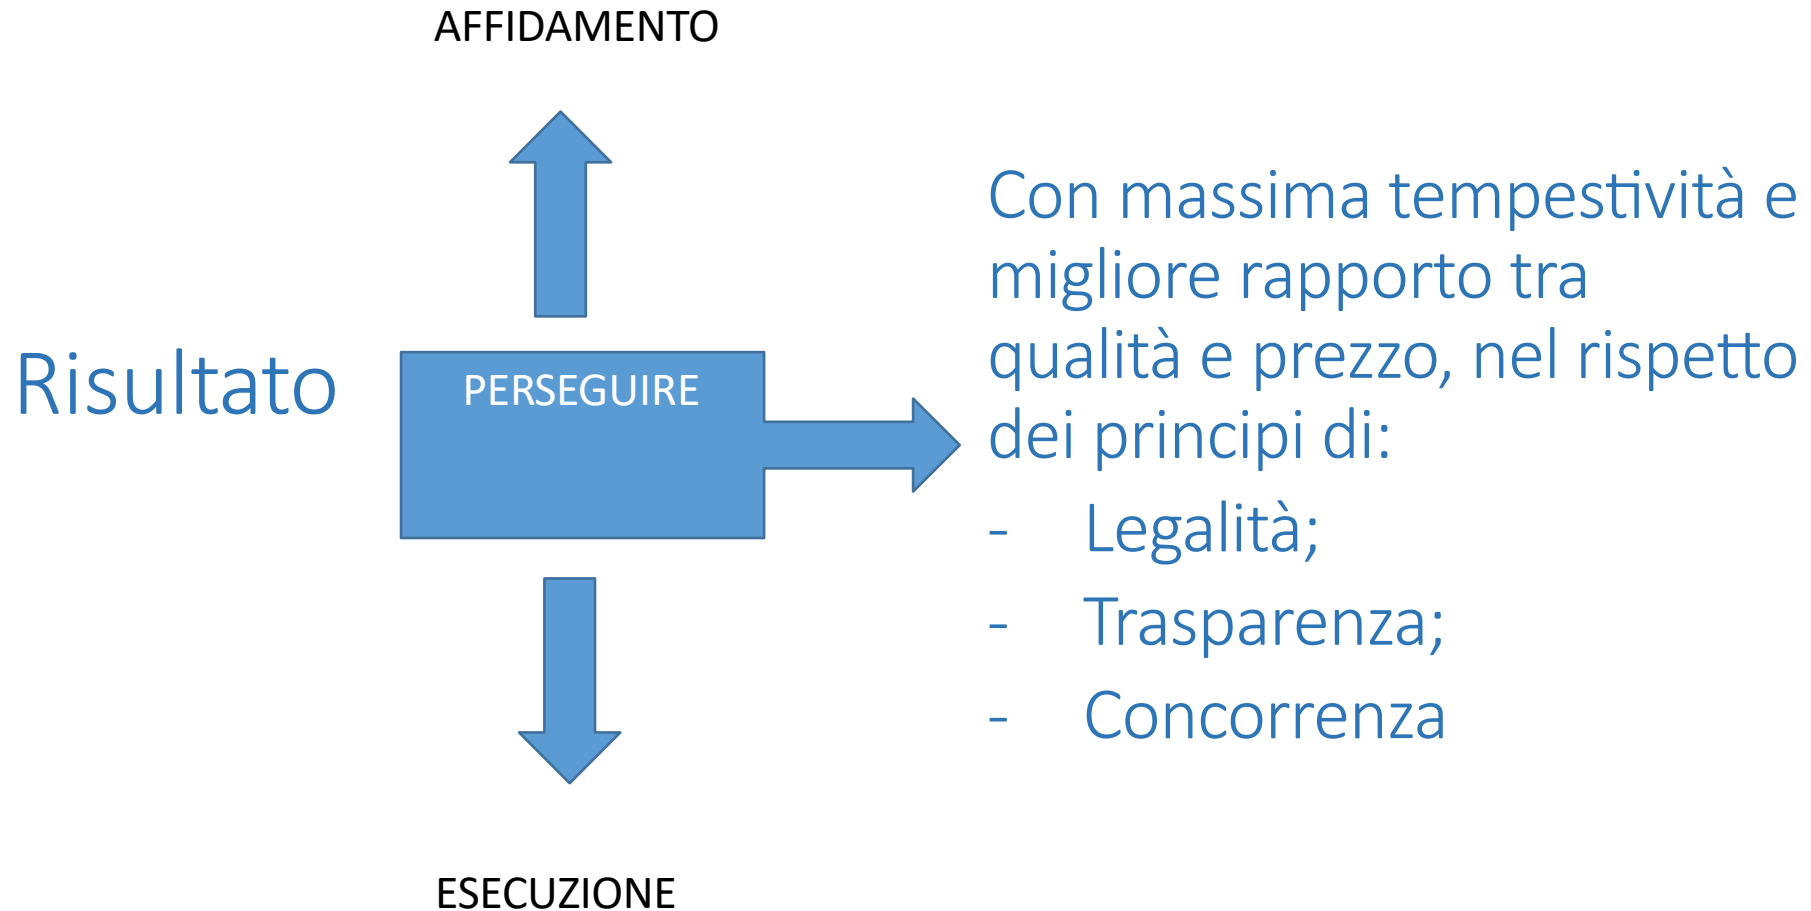 AFFIDAMENTO
Risultato
PERSEGUIRE
Con massima tempestività e
migliore rapporto tra
qualità e prezzo, nel rispetto
dei principi di:
- Legalità;
- Trasparenza;
- Concorrenza
ESECUZIONE